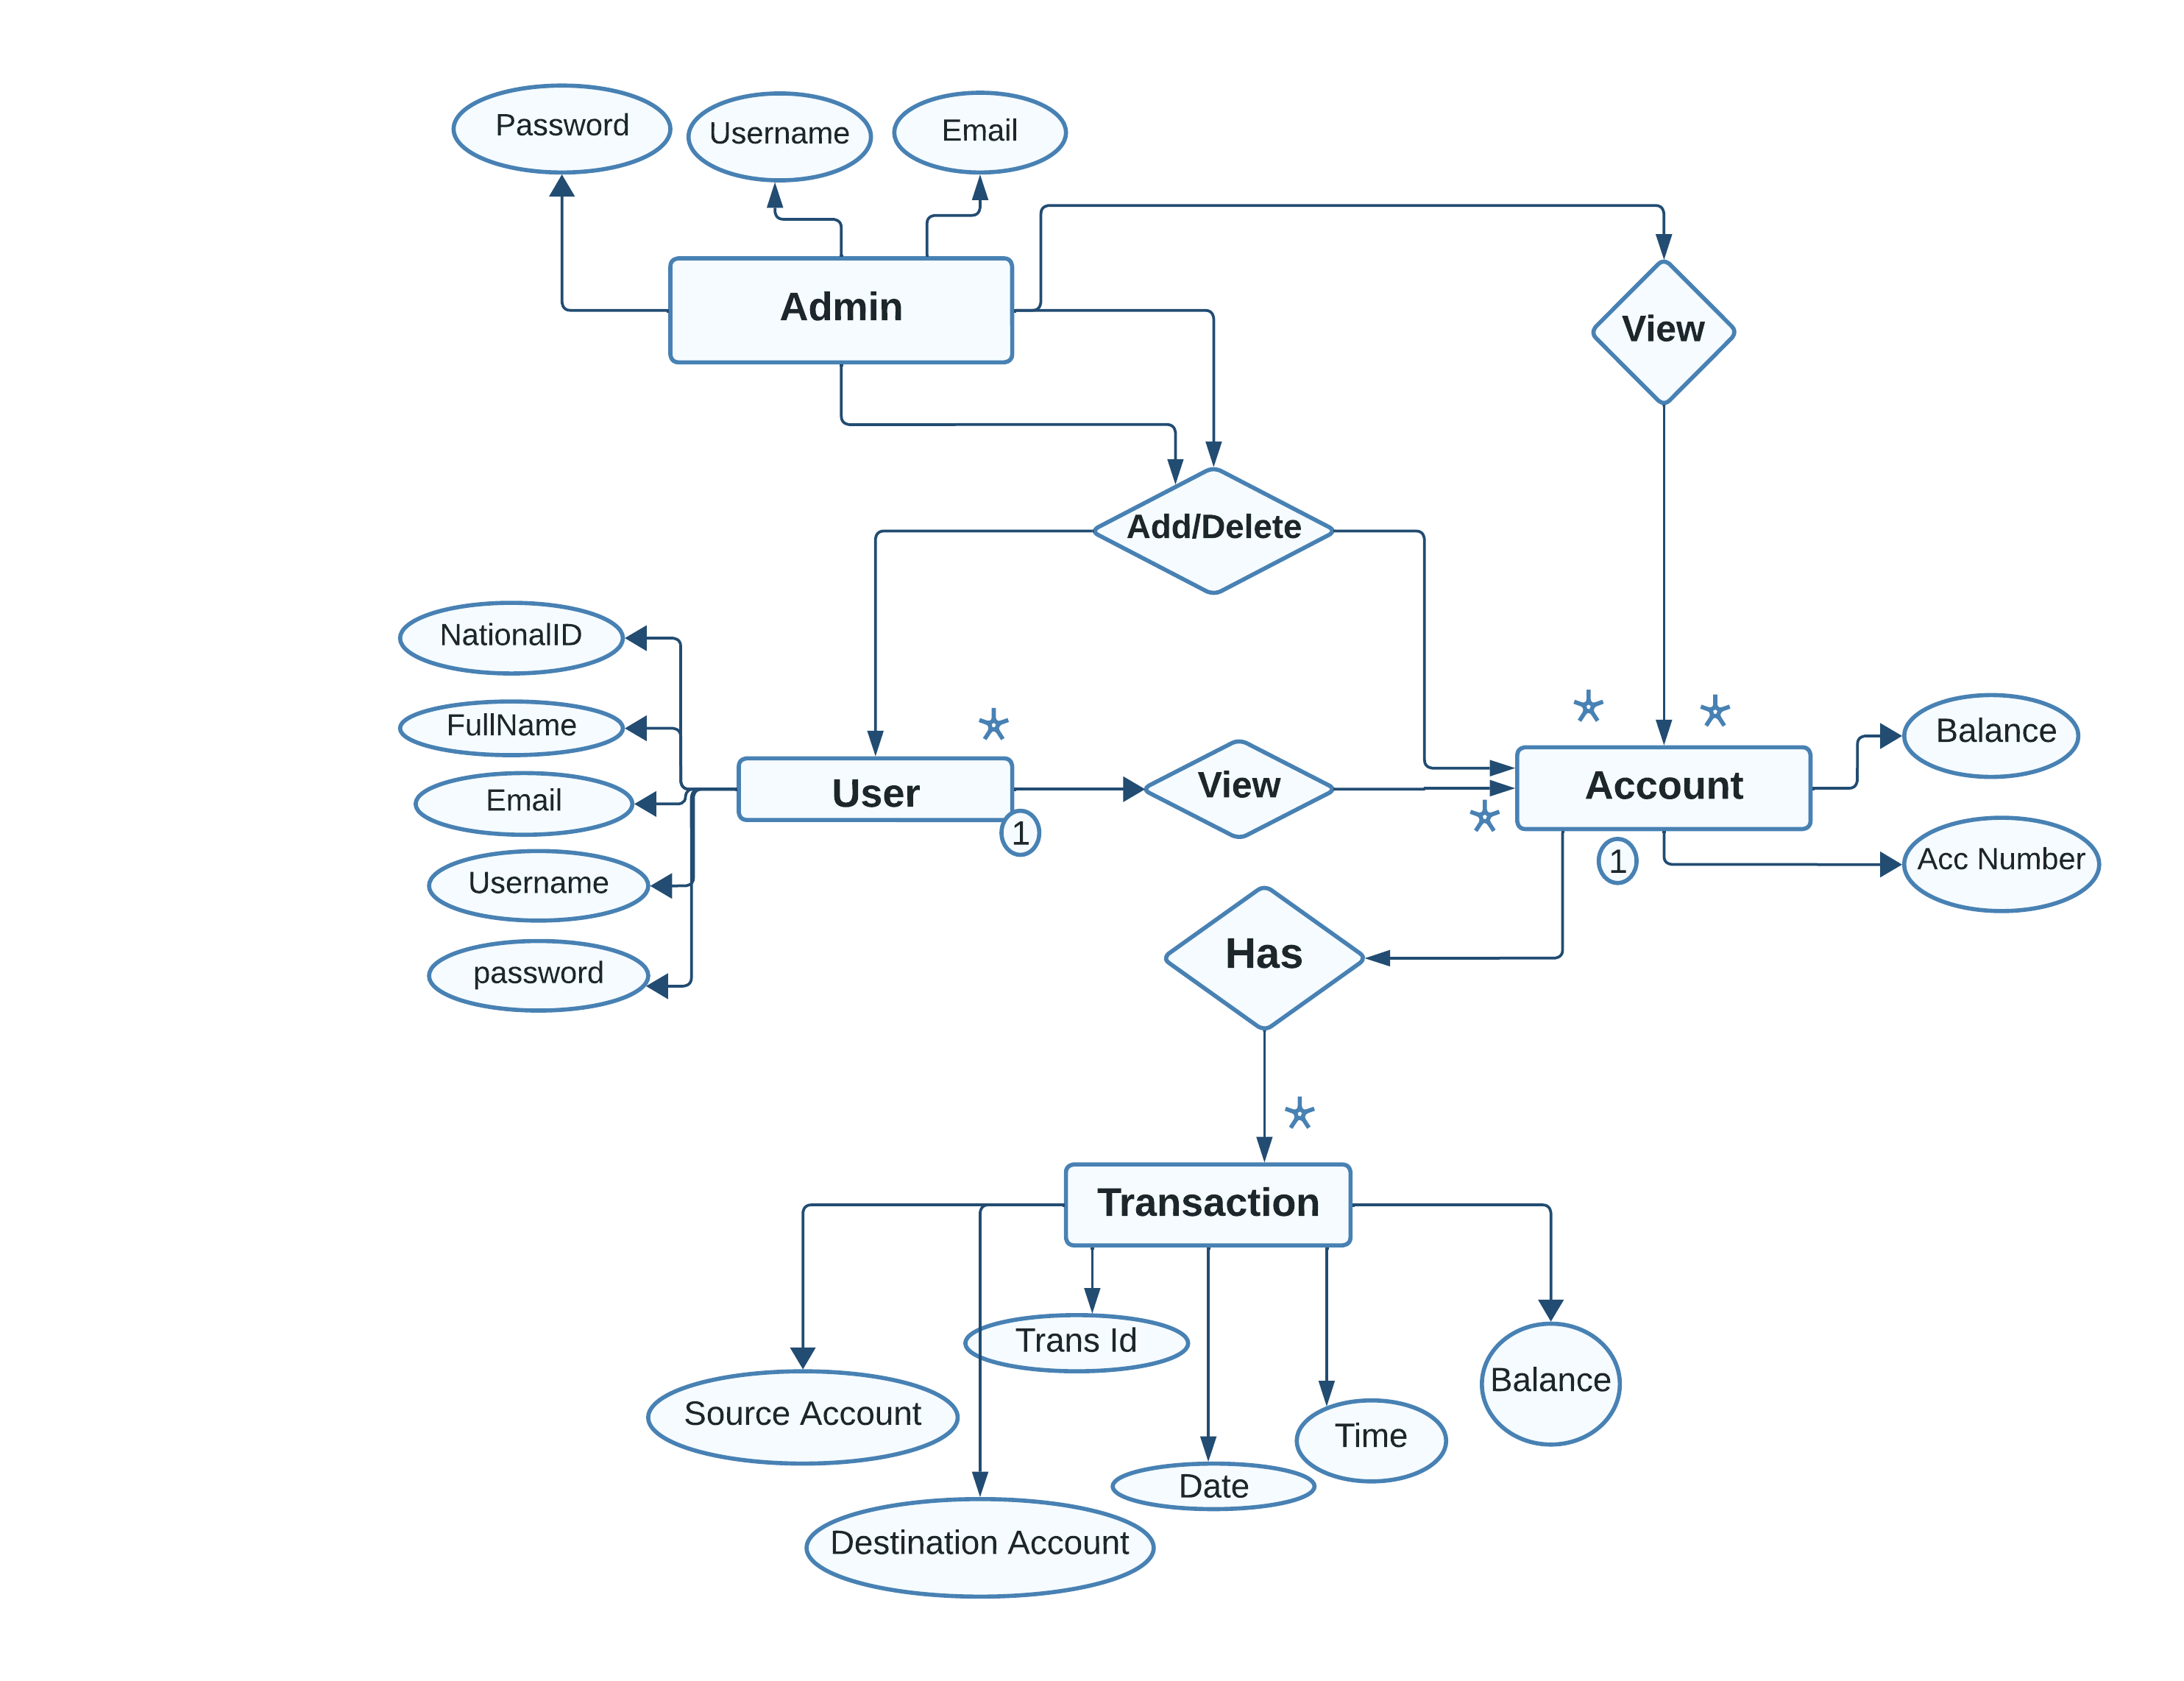 Password
Username
Email
Admin
View
Add/Delete
NationalID
FullName
Email
Username
password
User
1
View
Account
1
Balance
Acc Number
Has
Transaction
Trans Id
Source Account
Balance
Time
Date
Destination Account